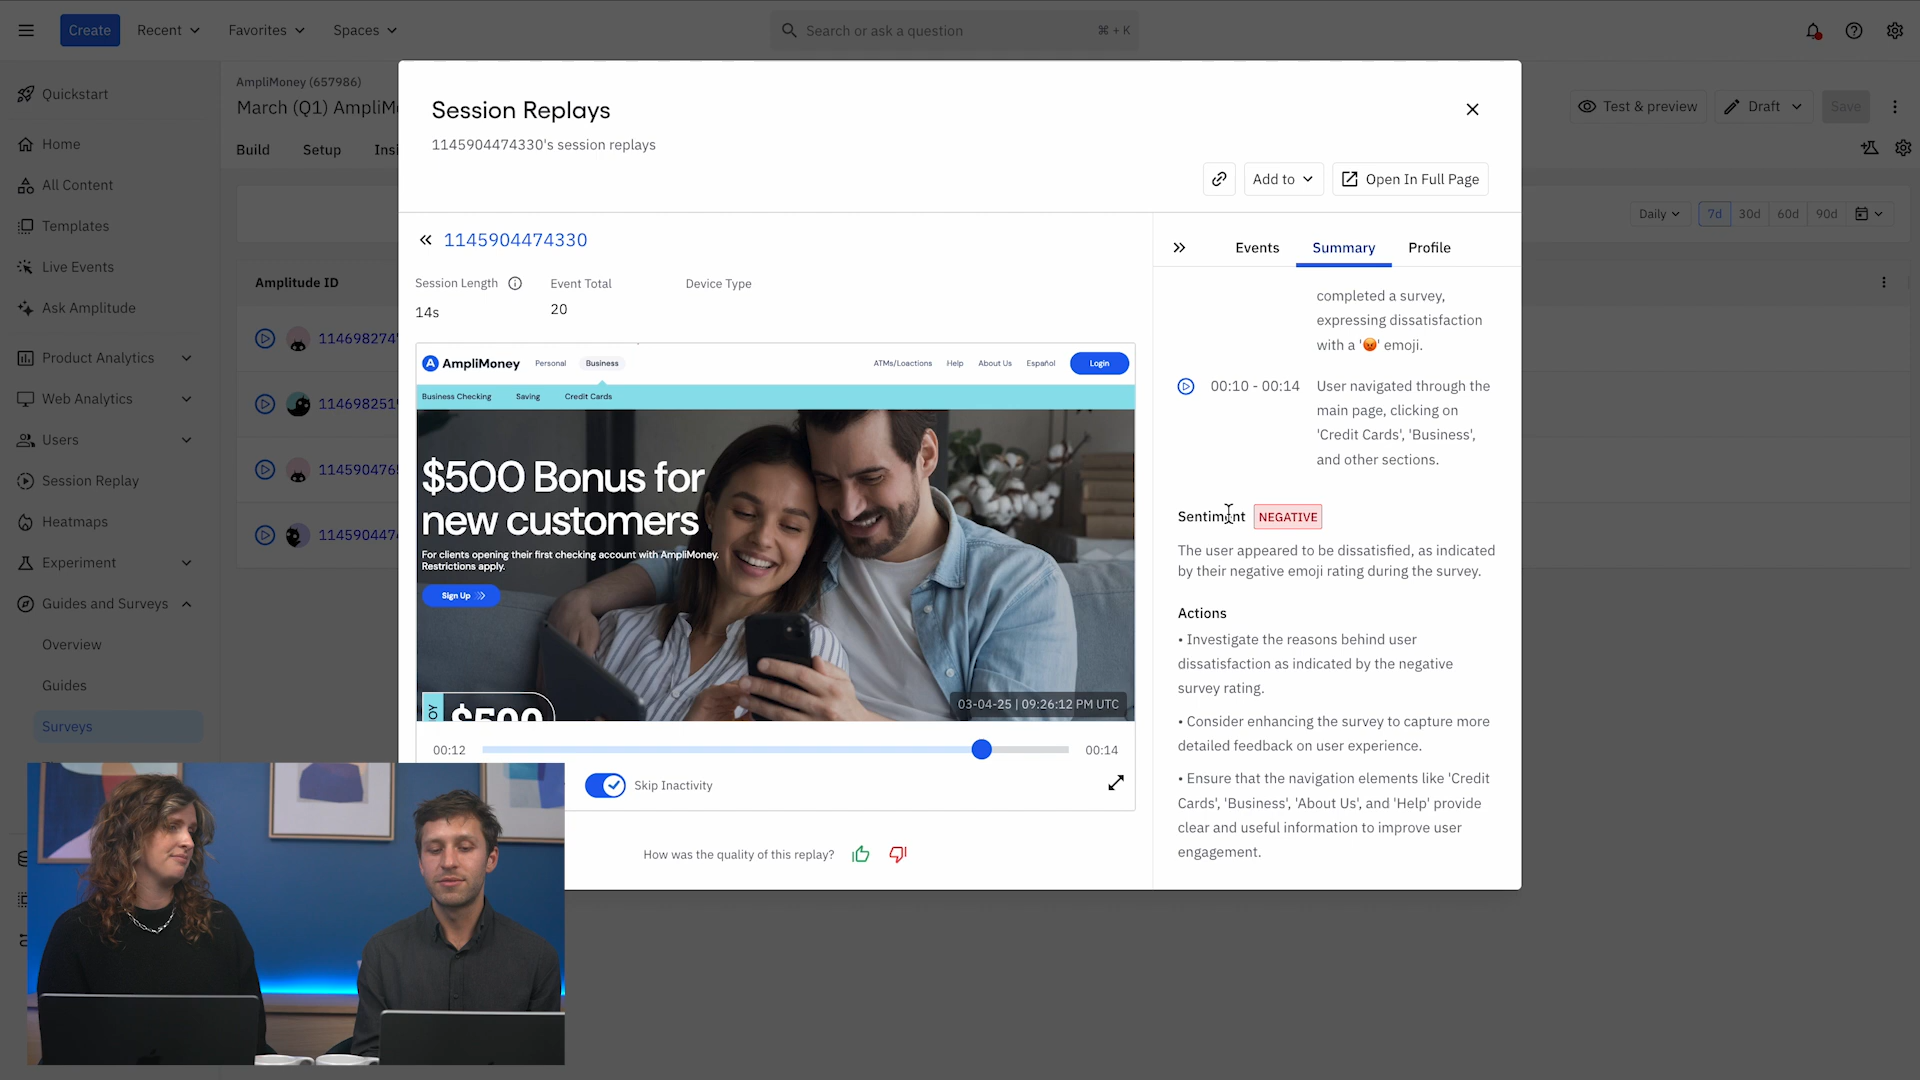 Create
Recent
Favorites
Spaces
Search or ask a question
⌘ + K
Quickstart
Home
All Content
Templates
Live Events
Ask Amplitude
Product Analytics
Web Analytics
Users
Session Replay
Heatmaps
Experiment
Guides and Surveys
Overview
Guides
Surveys
AmpliMoney (657986)
March (Q1) AmpliM
Build
Setup
Insi
Test & preview
Draft
Save
Daily
7d
30d
60d
90d
Amplitude ID
Session Replays
1145904474330's session replays
Add to
Open In Full Page
1145904474330
Session Length
14s
Event Total
20
Device Type
AmpliMoney
Personal
Business
ATMs/Loactions
Help
About Us
Español
Login
Business Checking
Saving
Credit Cards
$500 Bonus for
new customers
For clients opening their first checking account with AmpliMoney.
Restrictions apply.
Sign Up
OY
$500
03-04-25 | 09:26:12 PM UTC
00:12
00:14
Skip Inactivity
How was the quality of this replay?
Events
Summary
Profile
completed a survey,
expressing dissatisfaction
with a '😡' emoji.
00:10 - 00:14
User navigated through the
main page, clicking on
'Credit Cards', 'Business',
and other sections.
Sentiment
NEGATIVE
The user appeared to be dissatisfied, as indicated
by their negative emoji rating during the survey.
Actions
• Investigate the reasons behind user
dissatisfaction as indicated by the negative
survey rating.
• Consider enhancing the survey to capture more
detailed feedback on user experience.
• Ensure that the navigation elements like 'Credit
Cards', 'Business', 'About Us', and 'Help' provide
clear and useful information to improve user
engagement.